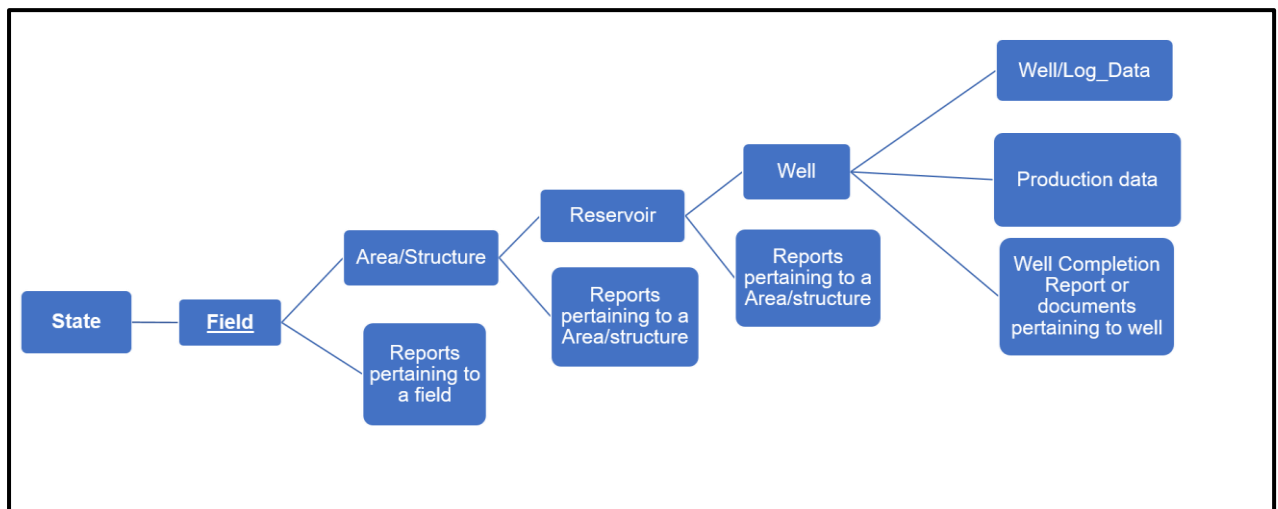 State
Field
Area/Structure
Reports
pertaining to
a field
Reservoir
Reports
pertaining to a
Area/structure
Well
Reports
pertaining to a
Area/structure
Well/Log_Data
Production data
Well Completion
Report or
documents
pertaining to well